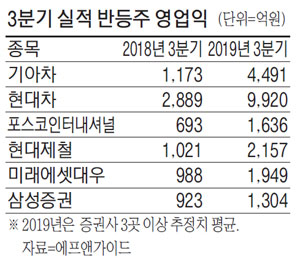 3분기 실적 반등주 영업익 (단위=억원)
종목 2018년 3분기 2019년 3분기
기아차 1,173 4,491
현대차 2.889 9,920
포스코인터내셔널 693 1,636
현대제철 1,021 2,157
미래에셋대우 988 1,949
삼성증권 923 1,304
※ 2019년은 증권사 3곳 이상 추정치 평균.
자료=에프앤가이드